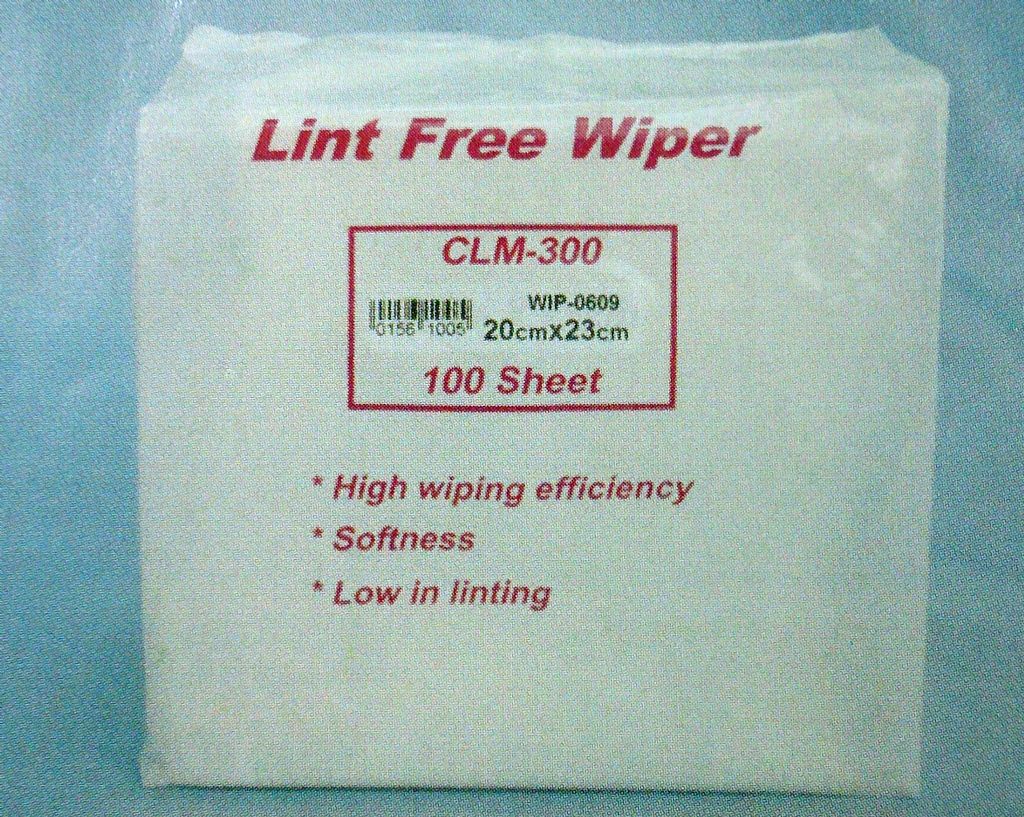 Lint Free Wiper
CLM-300
WIP-0609
0156 1005 20cmx23cm
100 Sheet
* High wiping efficiency
* Softness
* Low in linting